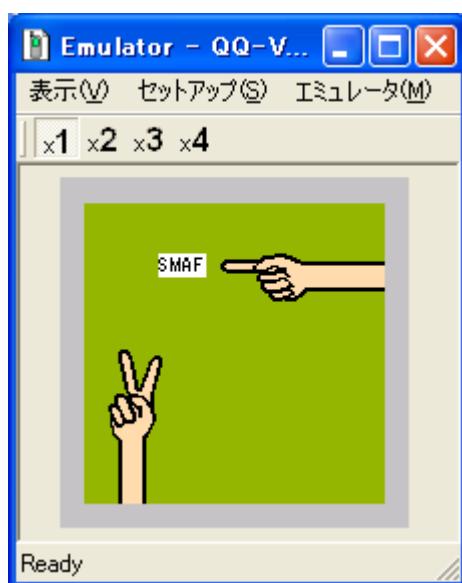 Emulator - QQ-V...
表示(V) セットアップ(S) エミュレータ(M)
x1 x2 x3 x4
SMAF
Ready